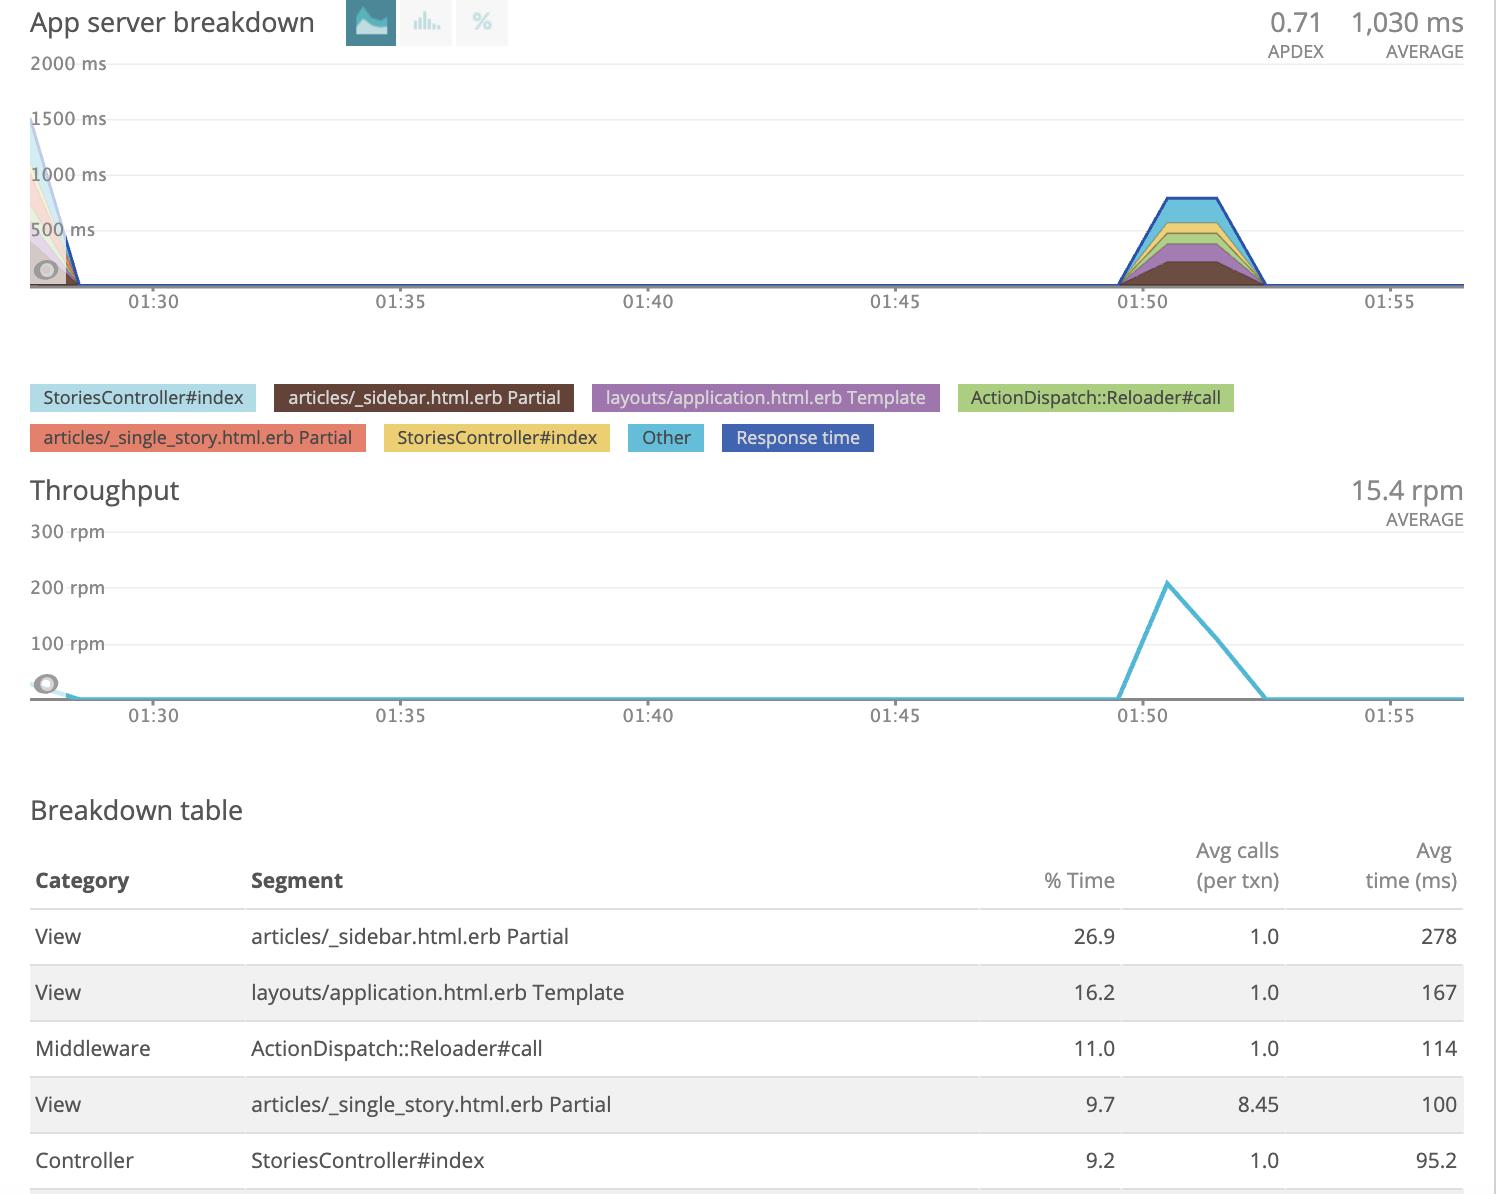 App server breakdown % 0.71 1,030 ms
APDEX AVERAGE
2000 ms
1500 ms
1000 ms
500 ms
01:30 01:35 01:40 01:45 01:50 01:55
StoriesController#index articles/_sidebar.html.erb Partial layouts/application.html.erb Template ActionDispatch::Reloader#call
articles/_single_story.html.erb Partial StoriesController#index Other Response time
Throughput 15.4 rpm
AVERAGE
300 rpm
200 rpm
100 rpm
01:30 01:35 01:40 01:45 01:50 01:55
Breakdown table
Avg calls Avg
Category Segment % Time (per txn) time (ms)
View articles/_sidebar.html.erb Partial 26.9 1.0 278
View layouts/application.html.erb Template 16.2 1.0 167
Middleware ActionDispatch::Reloader#call 11.0 1.0 114
View articles/_single_story.html.erb Partial 9.7 8.45 100
Controller StoriesController#index 9.2 1.0 95.2